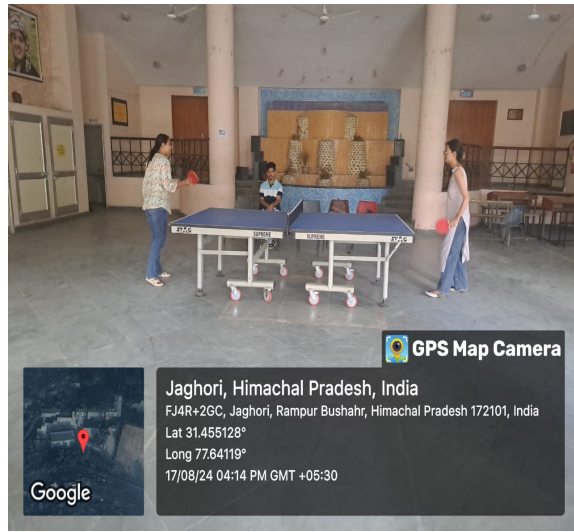 STAG
SUPREME
SUPREME
STAG
GPS Map Camera
Jaghori, Himachal Pradesh, India
FJ4R+2GC, Jaghori, Rampur Bushahr, Himachal Pradesh 172101, India
Lat 31.455128°
Long 77.64119°
17/08/24 04:14 PM GMT +05:30
Google